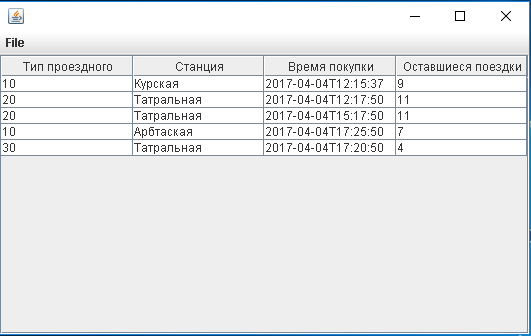 File
Тип проездного Станция Время покупки Оставшиеся поездки
10 Курская 2017-04-04T12:15:37 9
20 Татральная 2017-04-04T12:17:50 11
20 Татральная 2017-04-04T15:17:50 11
10 Арбтаская 2017-04-04T17:25:50 7
30 Татральная 2017-04-04T17:20:50 4